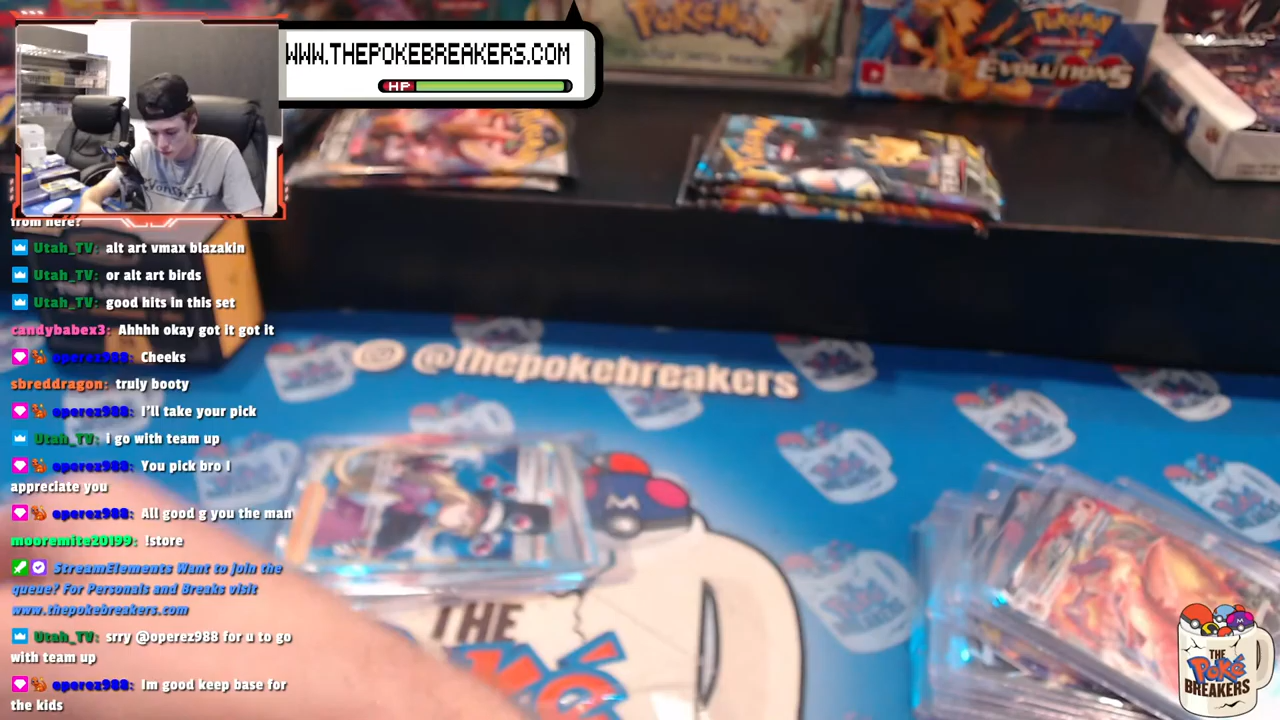 WWW.THEPOKEBREAKERS.COM
HP
Pokémon
Pokémon
EVOLUTIONS
from here?
Utah_TV: alt art vmax blazakin
Utah_TV: or alt art birds
Utah_TV: good hits in this set
candybabex3: Ahhhh okay got it got it
operez988: Cheeks
sbreddragon: truly booty
operez988: I'll take your pick
Utah_TV: i go with team up
operez988: You pick bro I
appreciate you
operez988: All good g you the man
mooremite20199: !store
StreamElements Want to join the
queue? For Personals and Breaks visit
www.thepokebreakers.com
Utah_TV: srry @operez988 for u to go
with team up
operez988: Im good keep base for
the kids
@thepokebreakers
THE
THE
Poké
BREAKERS